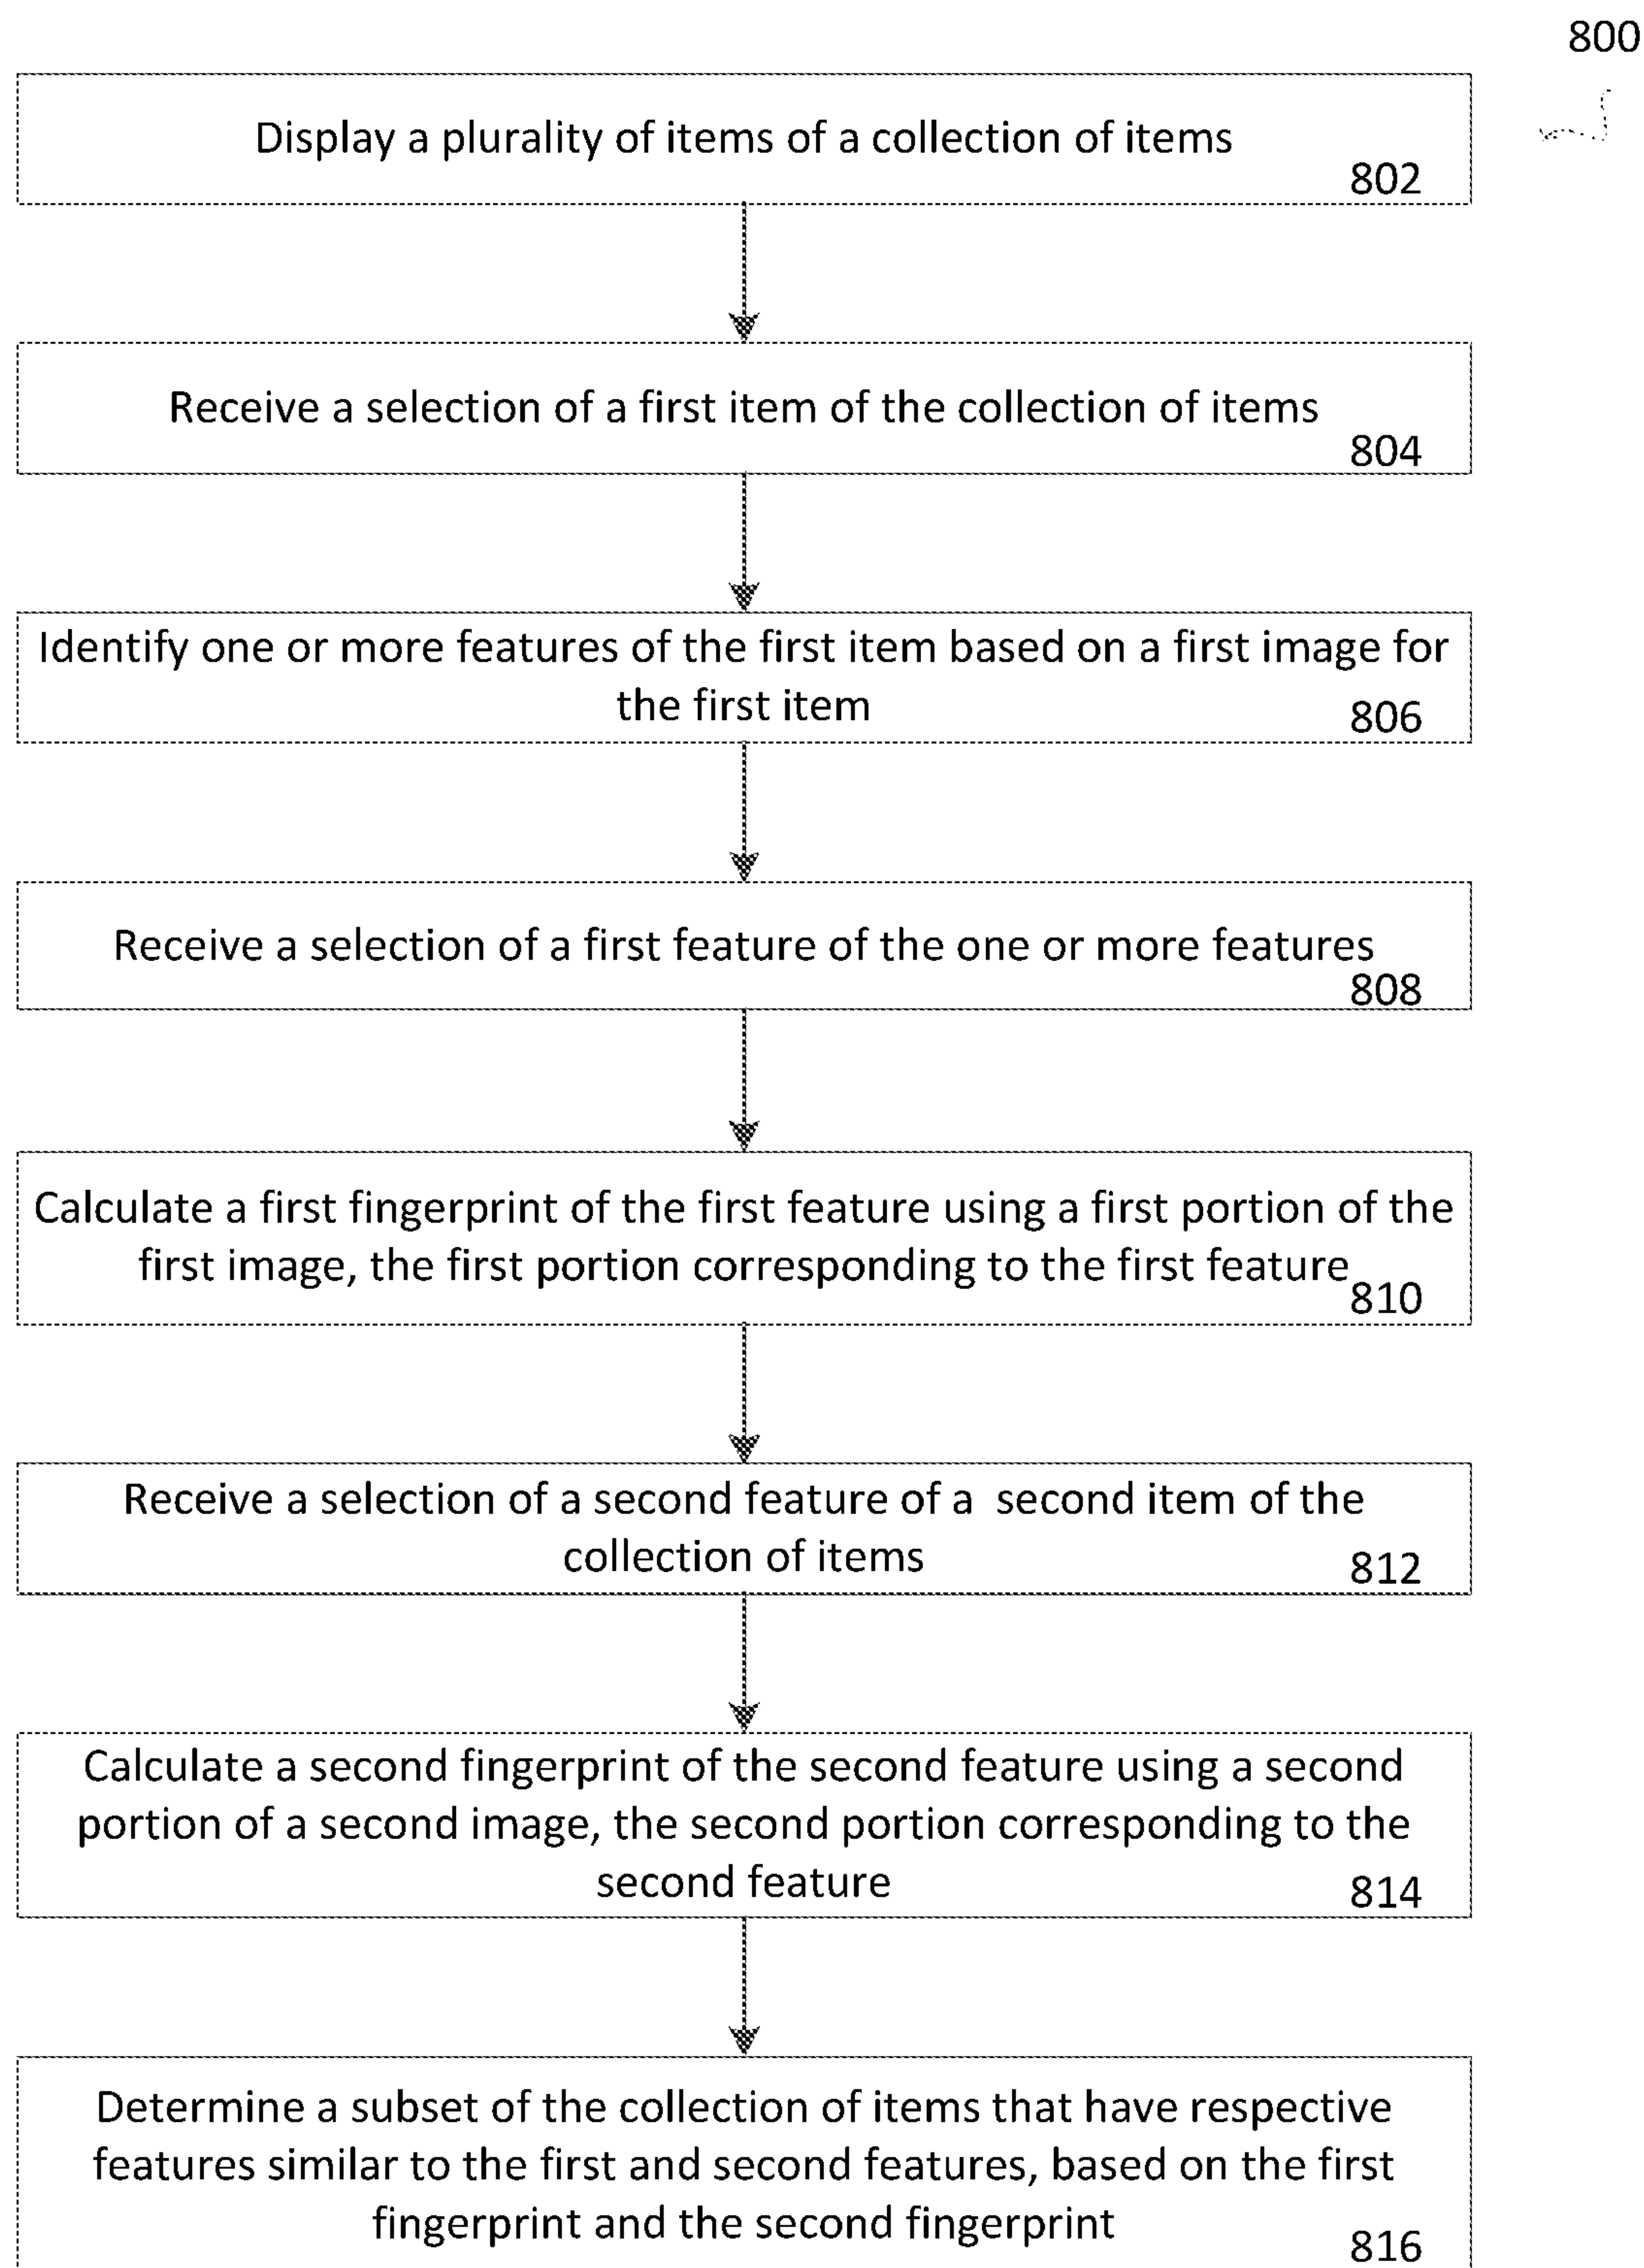 800
Display a plurality of items of a collection of items
802
Receive a selection of a first item of the collection of items
804
Identify one or more features of the first item based on a first image for
the first item
806
Receive a selection of a first feature of the one or more features
808
Calculate a first fingerprint of the first feature using a first portion of the
first image, the first portion corresponding to the first feature
810
Receive a selection of a second feature of a second item of the
collection of items
812
Calculate a second fingerprint of the second feature using a second
portion of a second image, the second portion corresponding to the
second feature
814
Determine a subset of the collection of items that have respective
features similar to the first and second features, based on the first
fingerprint and the second fingerprint
816